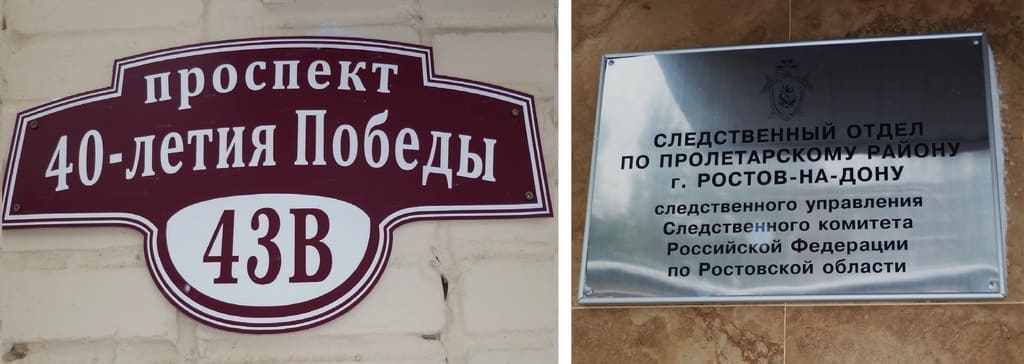 проспект
40-летия Победы
43В
СЛЕДСТВЕННЫЙ ОТДЕЛ
ПО ПРОЛЕТАРСКОМУ РАЙОНУ
г. РОСТОВ-НА-ДОНУ
следственного управления
Следственного комитета
Российской Федерации
по Ростовской области